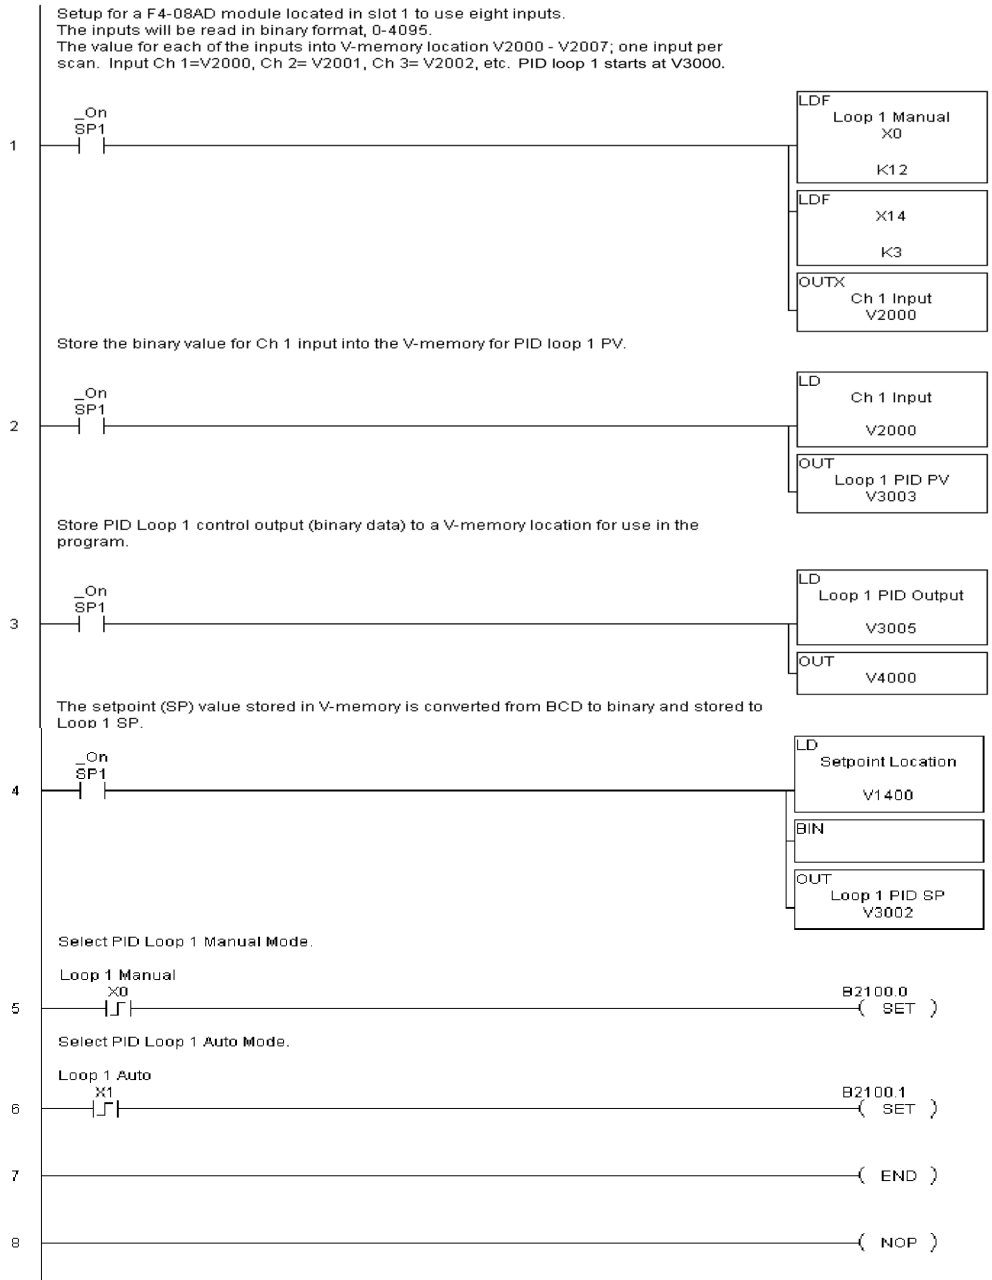 Setup for a F4-08AD module located in slot 1 to use eight inputs.
The inputs will be read in binary format, 0-4095.
The value for each of the inputs into V-memory location V2000 - V2007; one input per
scan.  Input Ch 1=V2000, Ch 2= V2001, Ch 3= V2002, etc. PID loop 1 starts at V3000.
_On
SP1
1
LDF
Loop 1 Manual
X0
K12
LDF
X14
K3
OUTX
Ch 1 Input
V2000
Store the binary value for Ch 1 input into the V-memory for PID loop 1 PV.
_On
SP1
2
LD
Ch 1 Input
V2000
OUT
Loop 1 PID PV
V3003
Store PID Loop 1 control output (binary data) to a V-memory location for use in the
program.
_On
SP1
3
LD
Loop 1 PID Output
V3005
OUT
V4000
The setpoint (SP) value stored in V-memory is converted from BCD to binary and stored to
Loop 1 SP.
_On
SP1
4
LD
Setpoint Location
V1400
BIN
OUT
Loop 1 PID SP
V3002
Select PID Loop 1 Manual Mode.
Loop 1 Manual
X0
5
B2100.0
( SET )
Select PID Loop 1 Auto Mode.
Loop 1 Auto
X1
6
B2100.1
( SET )
7
( END )
8
( NOP )